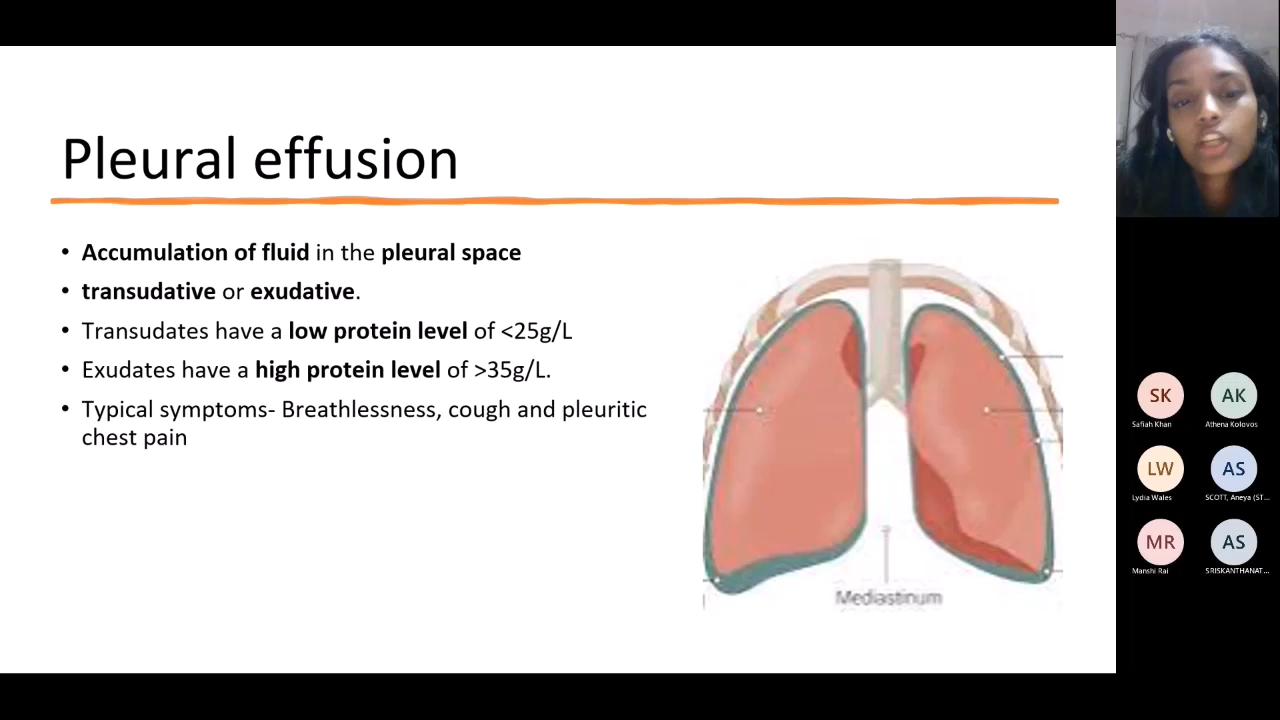 Pleural effusion
• Accumulation of fluid in the pleural space
• transudative or exudative.
• Transudates have a low protein level of <25g/L
• Exudates have a high protein level of >35g/L.
• Typical symptoms- Breathlessness, cough and pleuritic
chest pain
Mediastinum
SK AK
Safiah Khan Athena Kolovos
LW AS
Lydia Wales SCOTT, Aneya (ST...
MR AS
Manshi Rai SRISKANTHANAT...